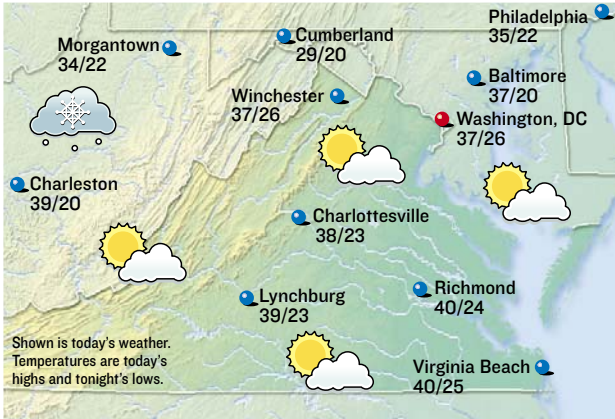 Philadelphia
35/22
Cumberland
29/20
Morgantown
34/22
Baltimore
37/20
Winchester
37/26
Washington, DC
37/26
Charleston
39/20
Charlottesville
38/23
Richmond
40/24
Lynchburg
39/23
Shown is today's weather.
Temperatures are today's
highs and tonight's lows.
Virginia Beach
40/25